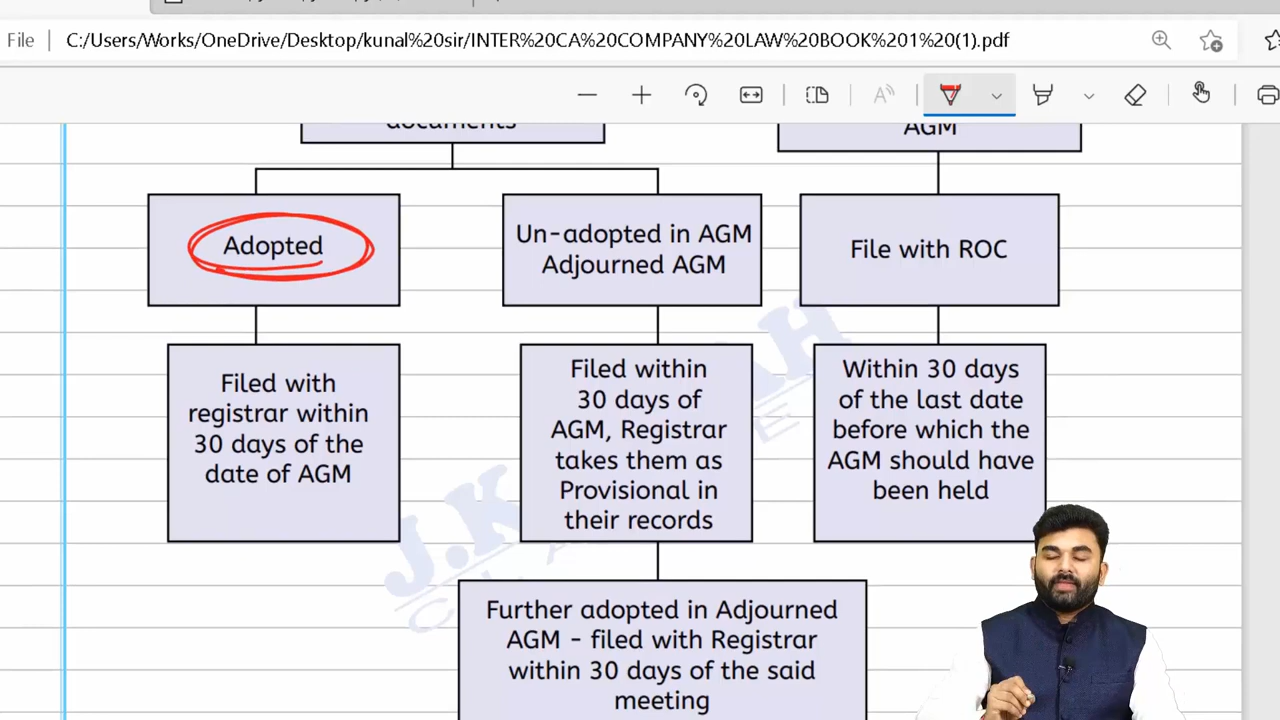 File
C:/Users/Works/OneDrive/Desktop/kunal%20sir/INTER%20CA%20COMPANY%20LAW%20BOOK%201%20(1).pdf
documents
AGM
Adopted
Un-adopted in AGM
Adjourned AGM
File with ROC
Filed with
registrar within
30 days of the
date of AGM
Filed within
30 days of
AGM, Registrar
takes them as
Provisional in
their records
Within 30 days
of the last date
before which the
AGM should have
been held
Further adopted in Adjourned
AGM - filed with Registrar
within 30 days of the said
meeting